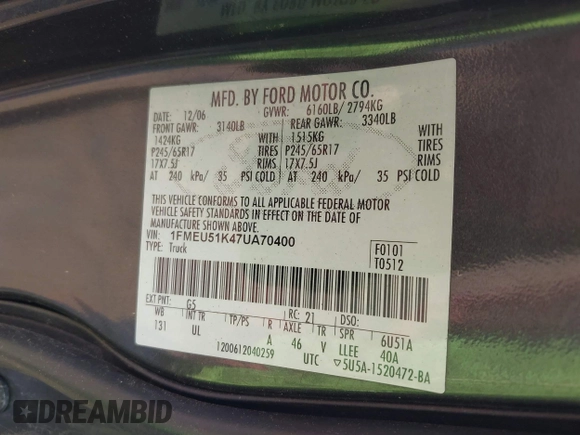 MFD. BY FORD MOTOR CO.
DATE: 12/06 GVWR: 6160LB/ 2794KG
FRONT GAWR: 3140LB REAR GAWR: 3340LB
1424KG WITH 1515KG WITH
P245/65R17 TIRES P245/65R17 TIRES
17X7.5J RIMS 17X7.5J RIMS
AT 240 kPa/ 35 PSI COLD AT 240 kPa/ 35 PSI COLD
THIS VEHICLE CONFORMS TO ALL APPLICABLE FEDERAL MOTOR
VEHICLE SAFETY STANDARDS IN EFFECT ON THE DATE OF
MANUFACTURE SHOWN ABOVE.
VIN: 1FMEU51K47UA70400 F0101
TYPE: Truck T0512
EXT PNT: G5 RC: 21 DSO:
WB INT TR TP/PS R AXLE TR SPR 6U51A
131 UL A 46 V LLEE 40A
1200612040259 UTC ▽5U5A-1520472-BA
DREAMBID